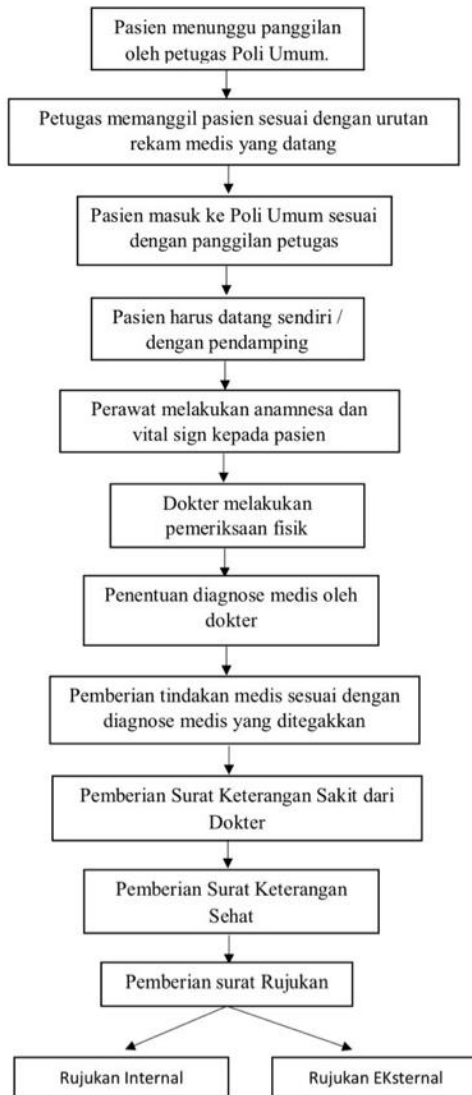 Pasien menunggu panggilan
oleh petugas Poli Umum.
Petugas memanggil pasien sesuai dengan urutan
rekam medis yang datang
Pasien masuk ke Poli Umum sesuai
dengan panggilan petugas
Pasien harus datang sendiri /
dengan pendamping
Perawat melakukan anamnesa dan
vital sign kepada pasien
Dokter melakukan
pemeriksaan fisik
Penentuan diagnose medis oleh
dokter
Pemberian tindakan medis sesuai dengan
diagnose medis yang ditegakkan
Pemberian Surat Keterangan Sakit dari
Dokter
Pemberian Surat Keterangan
Sehat
Pemberian surat Rujukan
Rujukan Internal
Rujukan EKsternal